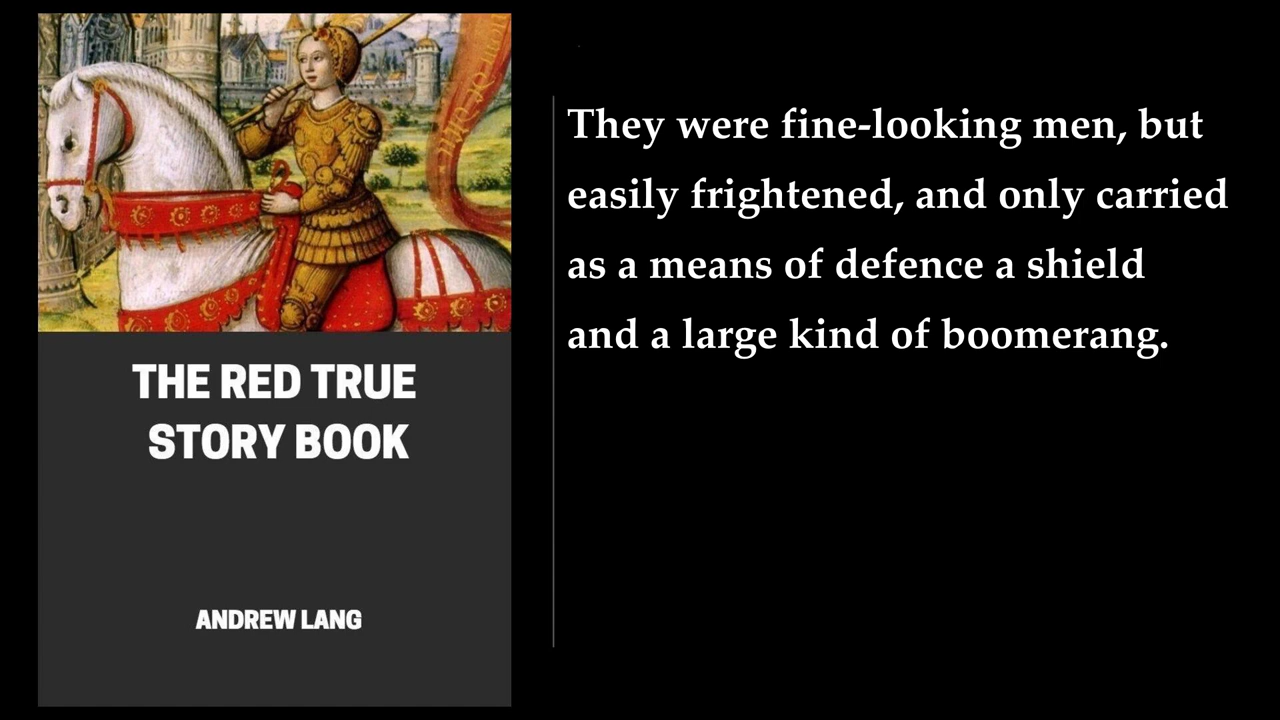 THE RED TRUE
STORY BOOK
ANDREW LANG
They were fine-looking men, but
easily frightened, and only carried
as a means of defence a shield
and a large kind of boomerang.